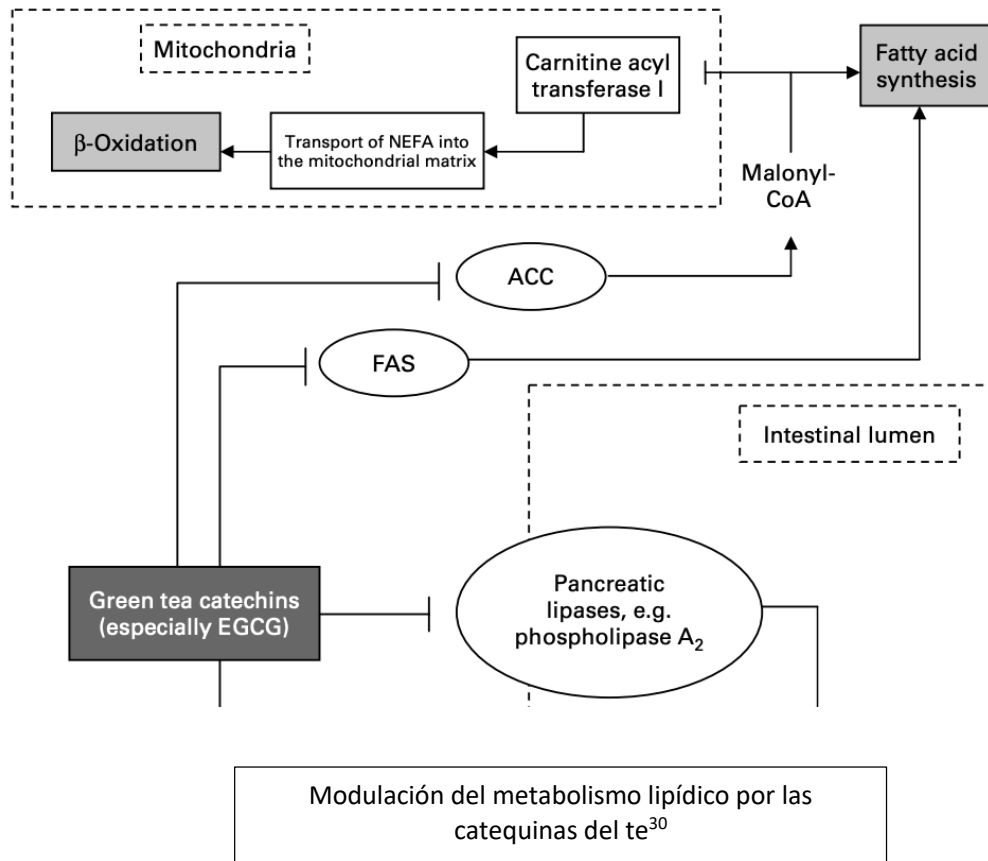 Mitochondria
Carnitine acyl
transferase I
Fatty acid
synthesis
β-Oxidation
Transport of NEFA into
the mitochondrial matrix
Malonyl-
CoA
ACC
FAS
Intestinal lumen
Green tea catechins
(especially EGCG)
Pancreatic
lipases, e.g.
phospholipase A₂
Modulación del metabolismo lipídico por las
catequinas del te³⁰